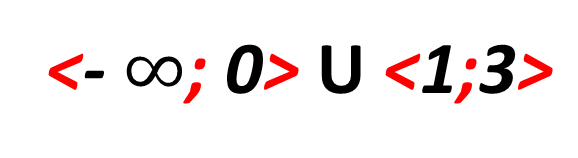 <- ∞; 0> U <1;3>